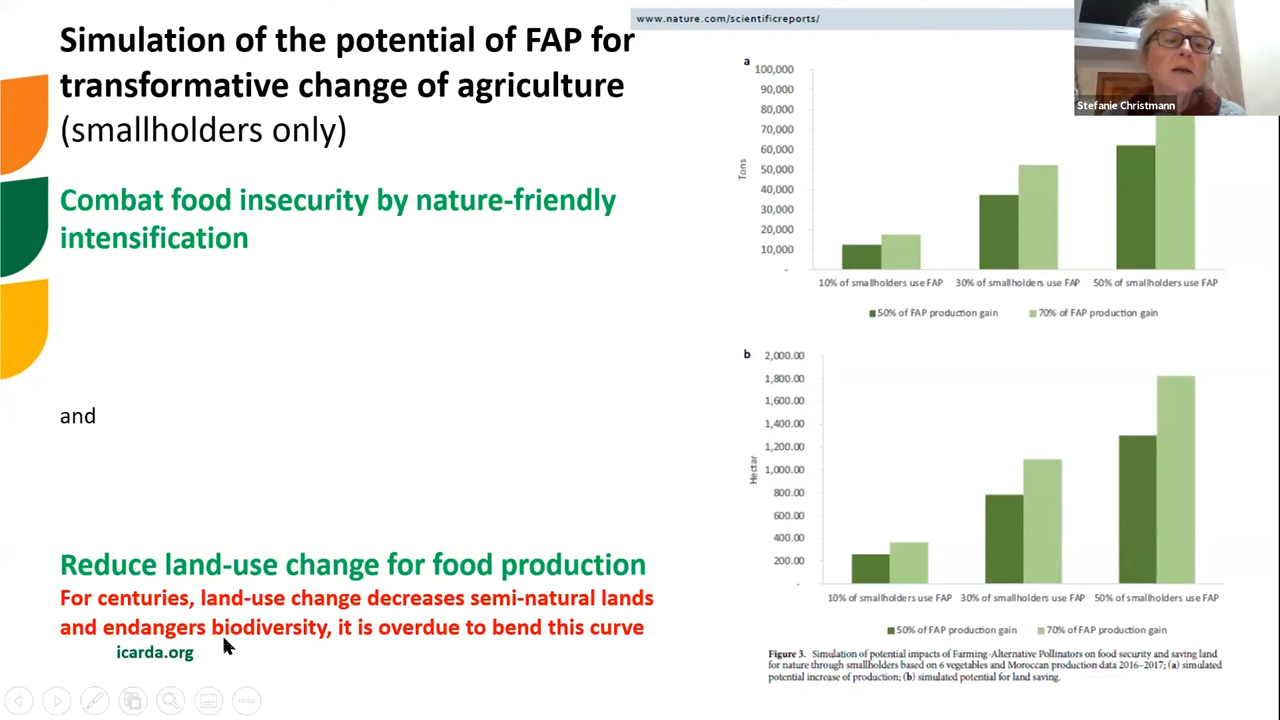 Simulation of the potential of FAP for
transformative change of agriculture
(smallholders only)
Combat food insecurity by nature-friendly
intensification
and
Reduce land-use change for food production
For centuries, land-use change decreases semi-natural lands
and endangers biodiversity, it is overdue to bend this curve
icarda.org
www.nature.com/scientificreports/
Stefanie Christmann
a
100,000
90,000
80,000
70,000
60,000
50,000
40,000
30,000
20,000
10,000
-
Tons
10% of smallholders use FAP 30% of smallholders use FAP 50% of smallholders use FAP
50% of FAP production gain 70% of FAP production gain
b
2,000.00
1,800.00
1,600.00
1,400.00
1,200.00
1,000.00
800.00
600.00
400.00
200.00
-
Hectar
10% of smallholders use FAP 30% of smallholders use FAP 50% of smallholders use FAP
50% of FAP production gain 70% of FAP production gain
Figure 3. Simulation of potential impacts of Farming-Alternative Pollinators on food security and saving land
for nature through smallholders based on 6 vegetables and Moroccan production data 2016–2017; (a) simulated
potential increase of production; (b) simulated potential for land saving.